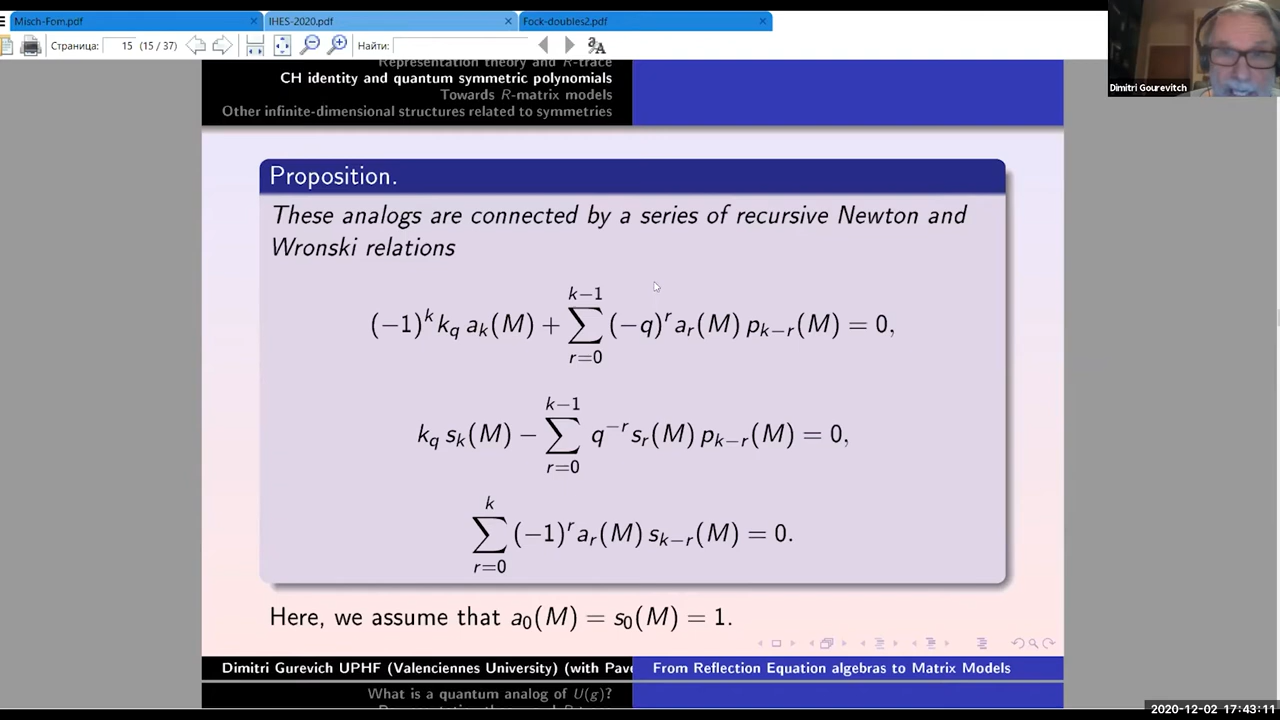 Misch-Fom.pdf × IHES-2020.pdf × Fock-doubles2.pdf ×
Страница: 15 (15 / 37) Найти:
Dimitri Gourevitch
Representation theory and R-trace
CH identity and quantum symmetric polynomials
Towards R-matrix models
Other infinite-dimensional structures related to symmetries
Proposition.
These analogs are connected by a series of recursive Newton and
Wronski relations
(−1)^k k_q a_k(M) + ∑_{r=0}^{k−1} (−q)^r a_r(M) p_{k−r}(M) = 0,
k_q s_k(M) − ∑_{r=0}^{k−1} q^{−r} s_r(M) p_{k−r}(M) = 0,
∑_{r=0}^{k} (−1)^r a_r(M) s_{k−r}(M) = 0.
Here, we assume that a_0(M) = s_0(M) = 1.
Dimitri Gurevich UPHF (Valenciennes University) (with Pave From Reflection Equation algebras to Matrix Models
What is a quantum analog of U(g)?
2020-12-02 17:43:11